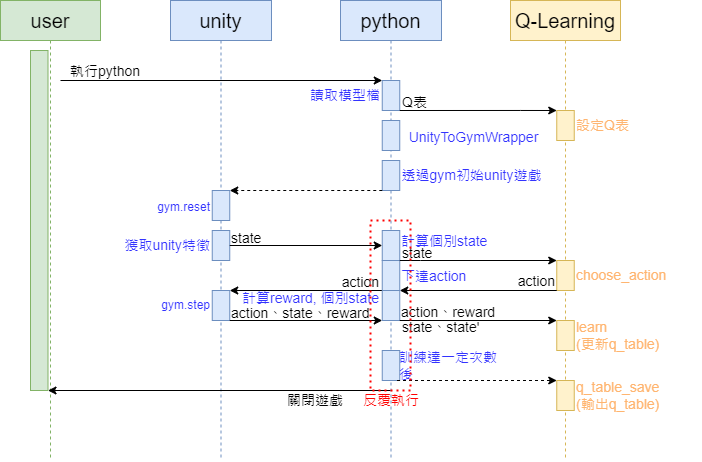 user
unity
python
Q-Learning
執行python
讀取模型檔
Q表
設定Q表
UnityToGymWrapper
透過gym初始unity遊戲
gym.reset
獲取unity特徵
state
計算個別state
state
choose_action
下達action
action
action
gym.step
計算reward, 個別state
action、state、reward
action、reward
state、state'
learn
(更新q_table)
訓練達一定次數
後
q_table_save
(輸出q_table)
關閉遊戲
反覆執行